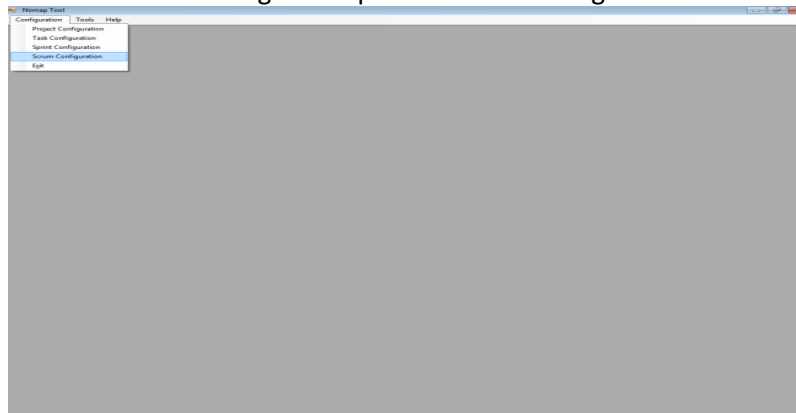 Nomap Tool
Configuration Tools Help
Project Configuration
Task Configuration
Sprint Configuration
Scrum Configuration
Exit